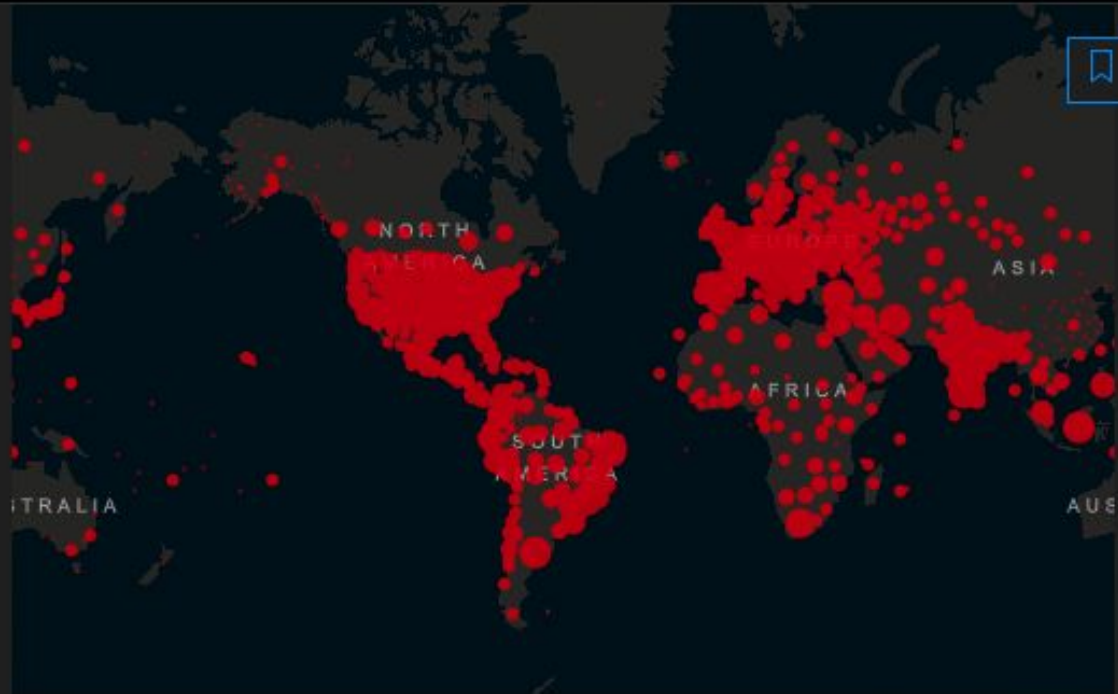 NORTH
AMERICA
EUROPE
ASIA
AFRICA
SOUTH
AMERICA
STRALIA
AUS